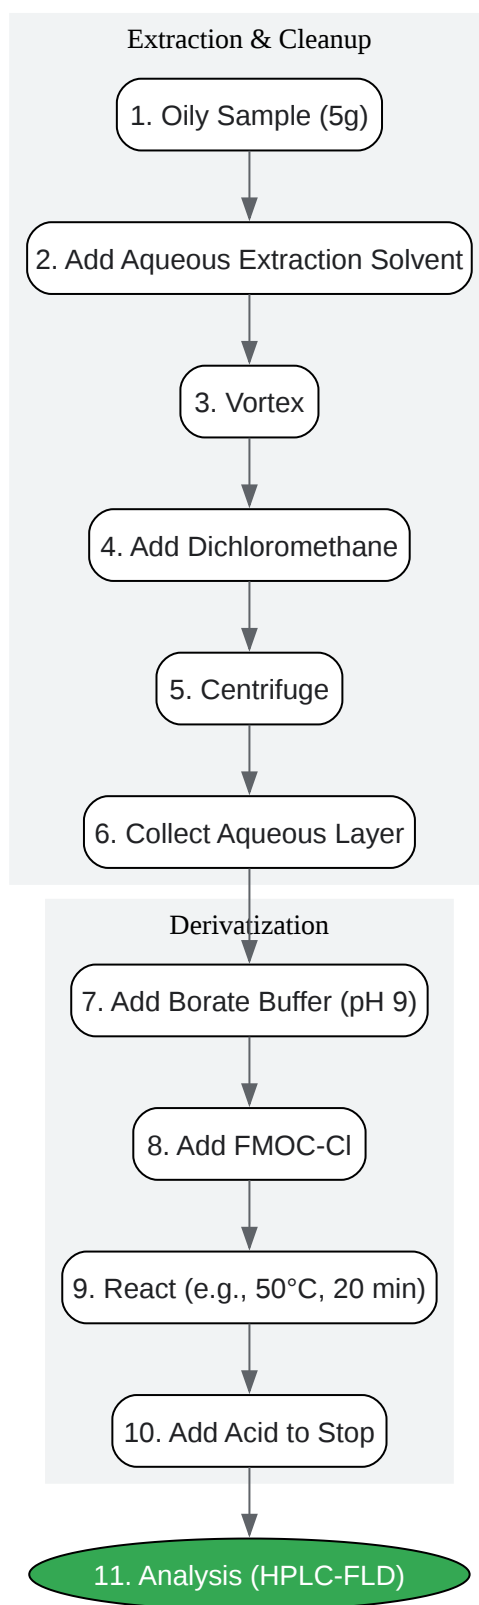 Extraction & Cleanup
1. Oily Sample (5g)
2. Add Aqueous Extraction Solvent
3. Vortex
4. Add Dichloromethane
5. Centrifuge
6. Collect Aqueous Layer
Derivatization
7. Add Borate Buffer (pH 9)
8. Add FMOC-Cl
9. React (e.g., 50°C, 20 min)
10. Add Acid to Stop
11. Analysis (HPLC-FLD)